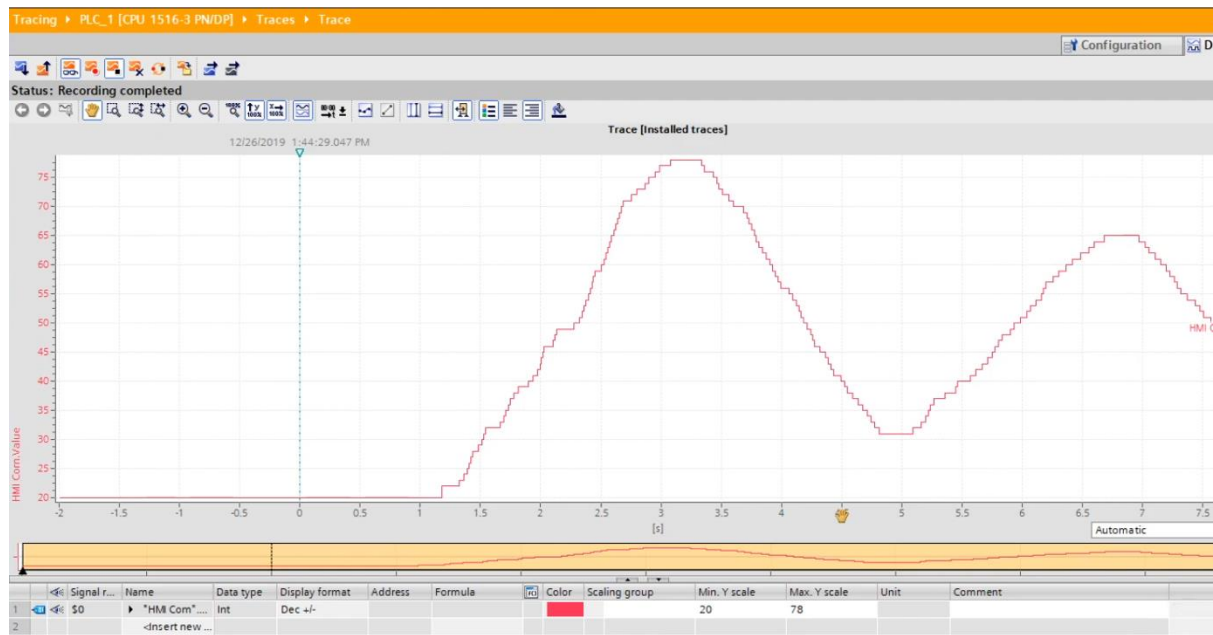 Tracing ▸ PLC_1 [CPU 1516-3 PN/DP] ▸ Traces ▸ Trace
Configuration D
Status: Recording completed
Trace [Installed traces]
12/26/2019 1:44:29.047 PM
75
70
65
60
55
50
45
40
35
30
25
20
HMI Com.Value
HMI
-2 -1.5 -1 -0.5 0 0.5 1 1.5 2 2.5 3 3.5 4 5 5.5 6 6.5 7 7.5
[s]
Automatic
Signal r... Name Data type Display format Address Formula Color Scaling group Min. Y scale Max. Y scale Unit Comment
1 $0 ▸ "HMI Com".... Int Dec +/- 20 78
2 <Insert new ...